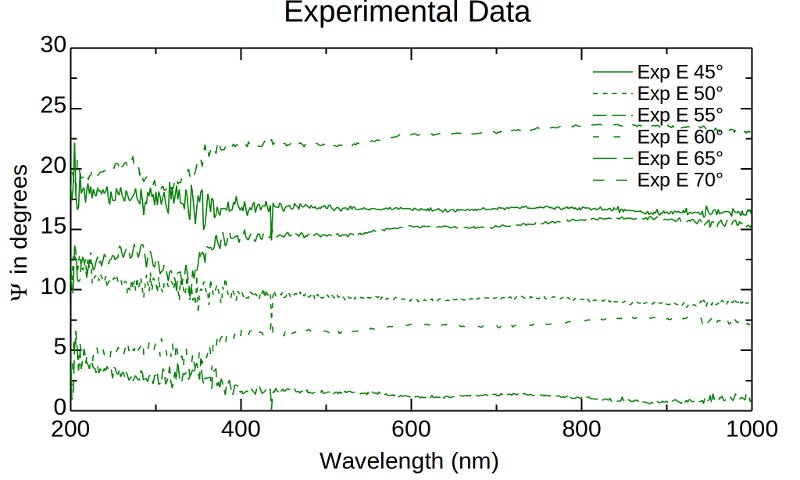 Experimental Data
30
25
20
15
10
5
0
Ψ in degrees
Exp E 45°
Exp E 50°
Exp E 55°
Exp E 60°
Exp E 65°
Exp E 70°
200 400 600 800 1000
Wavelength (nm)